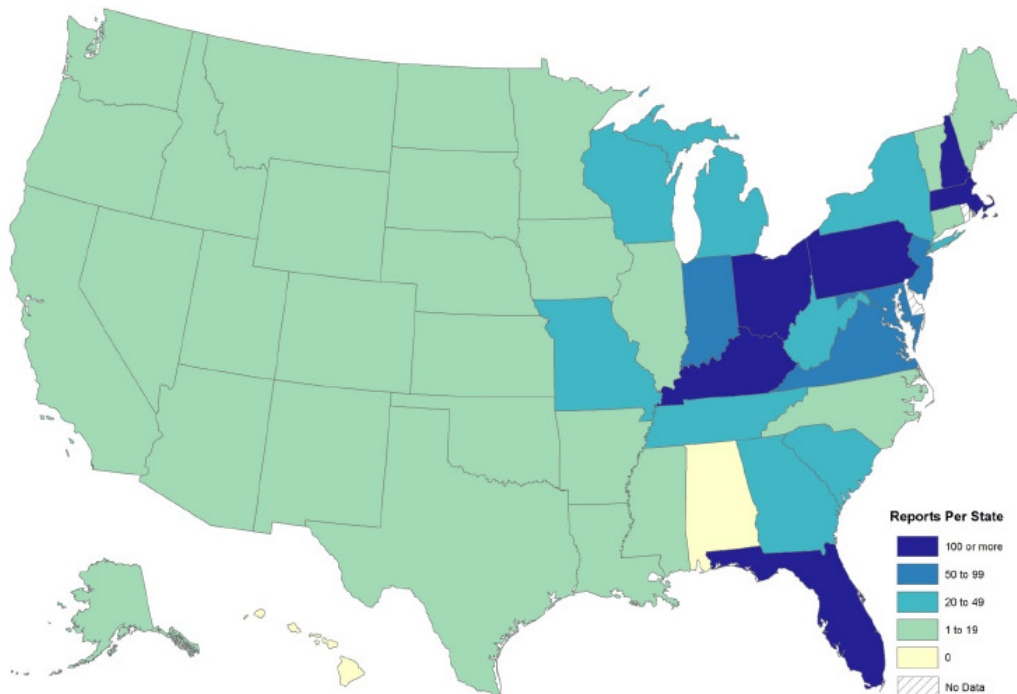 Reports Per State
100 or more
50 to 99
20 to 49
1 to 19
0
No Data